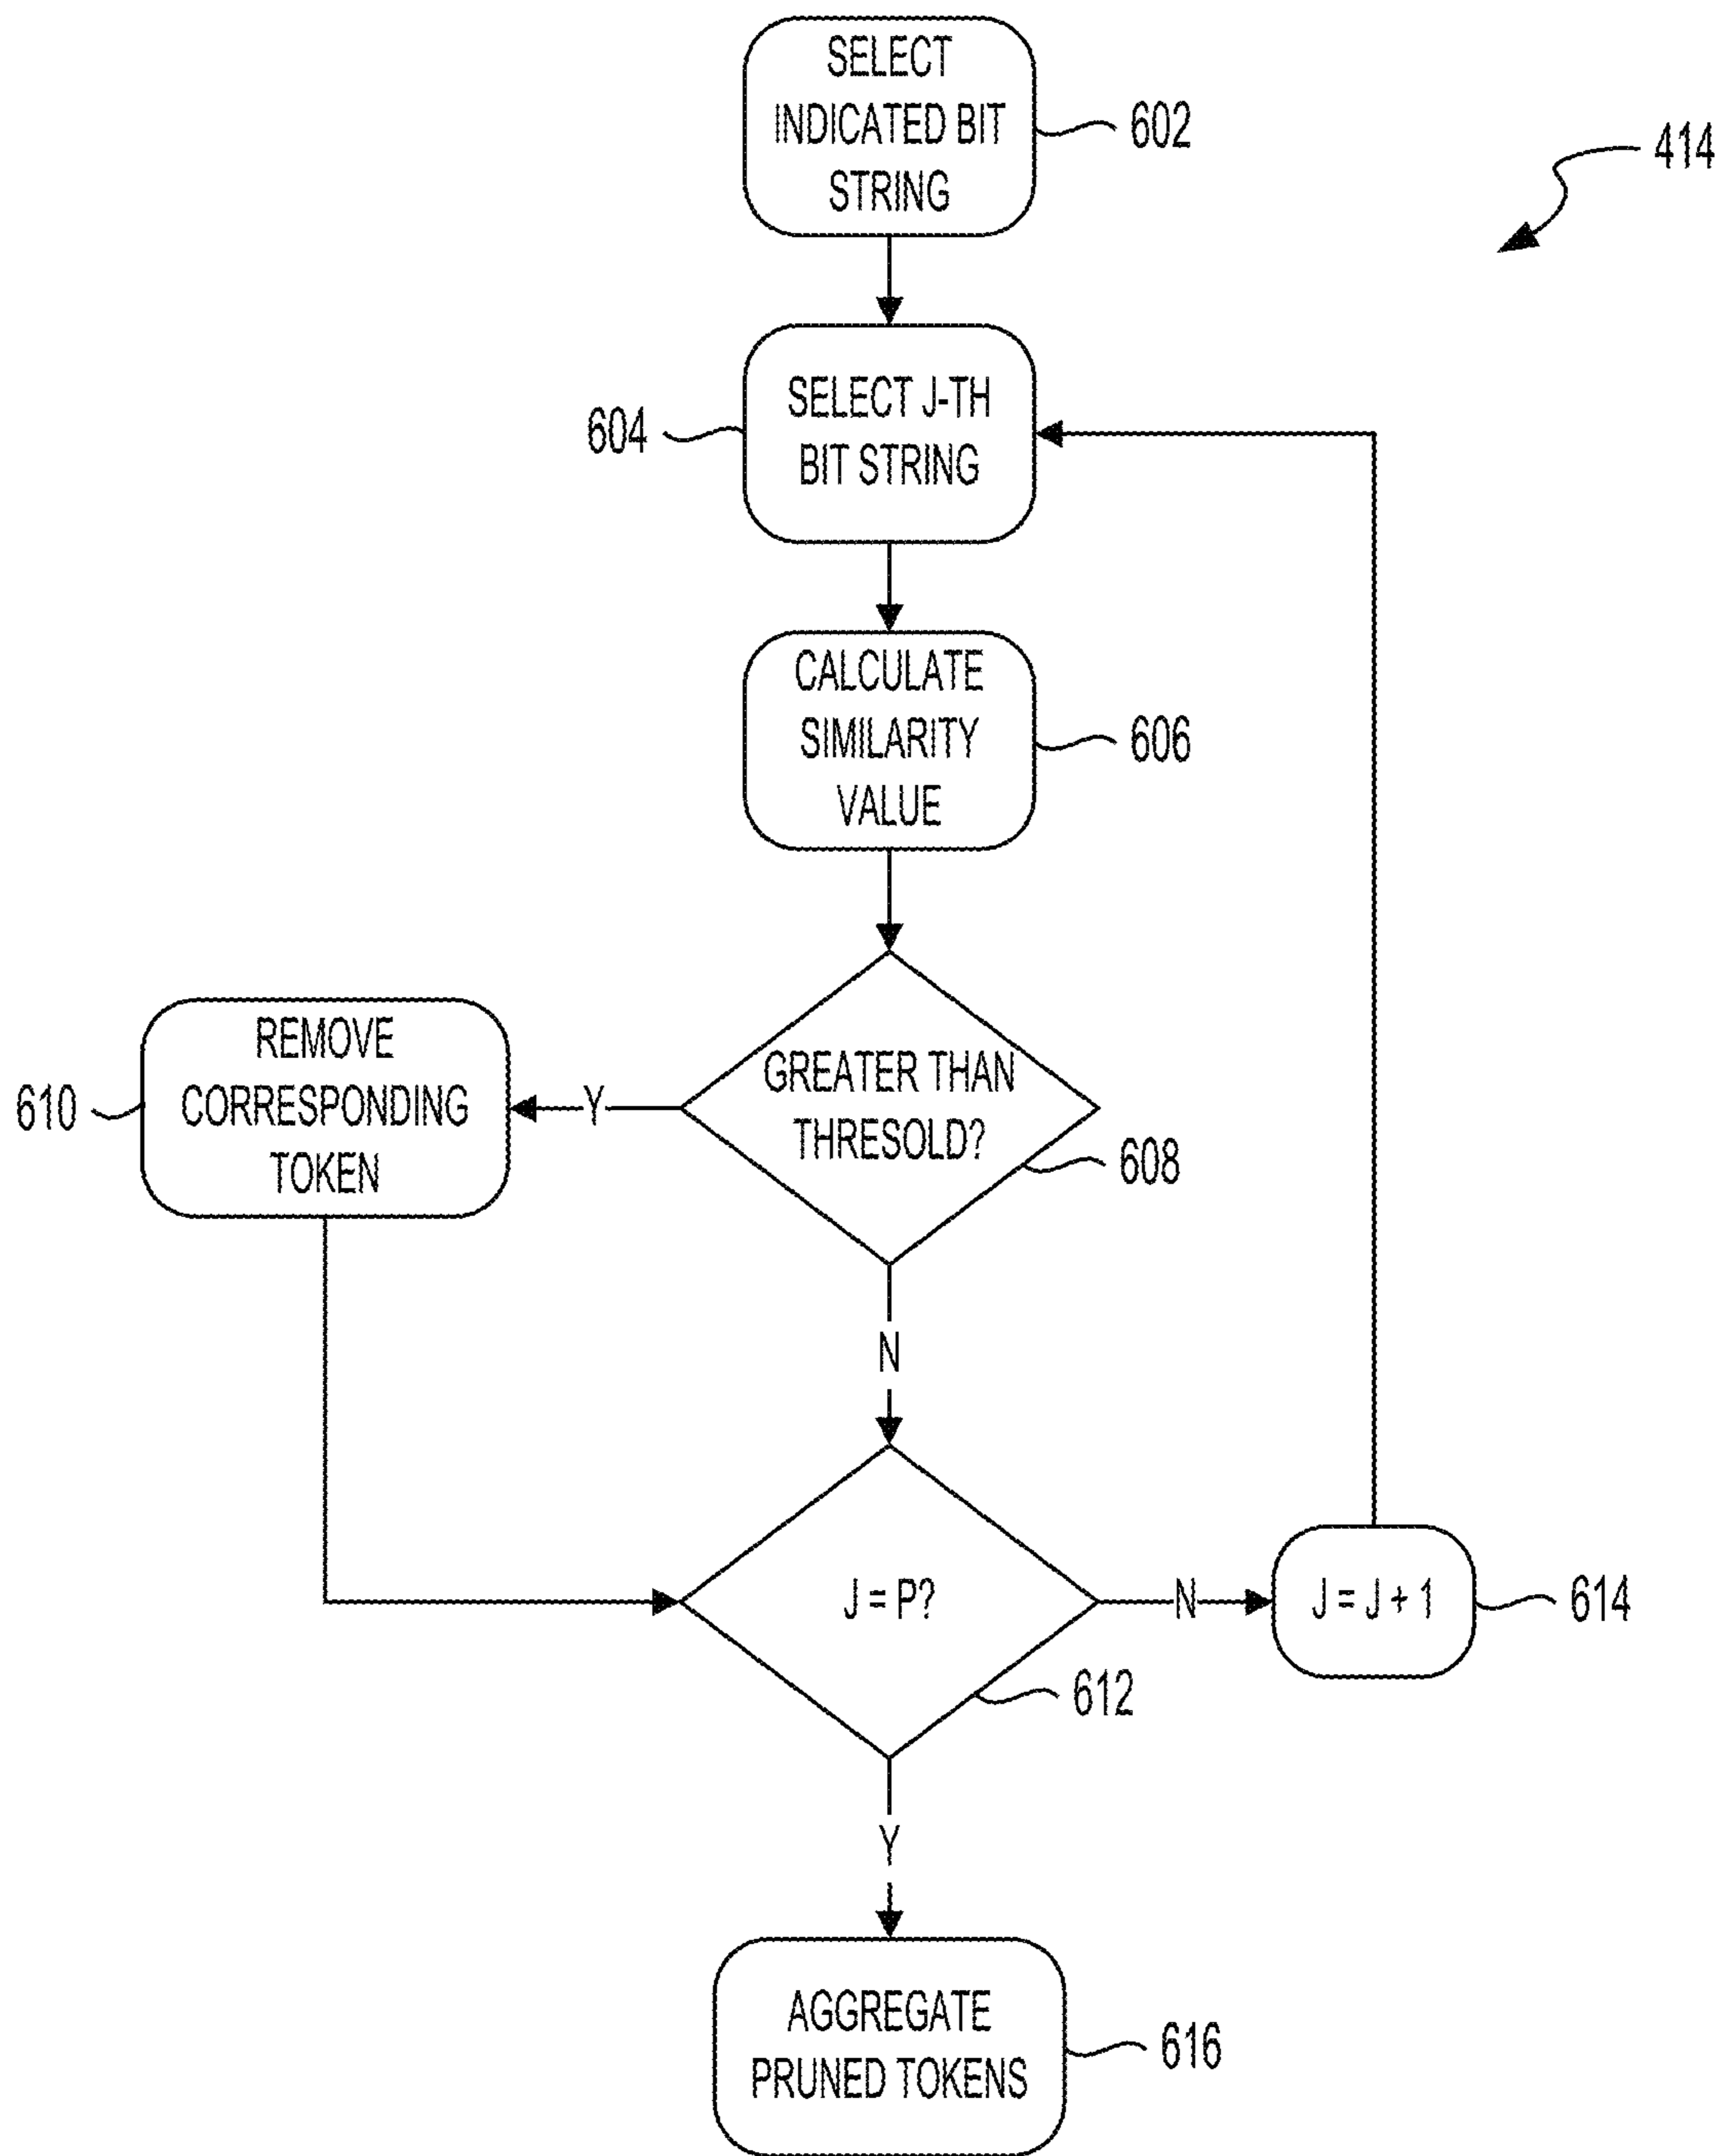 SELECT
INDICATED BIT
STRING
602
414
SELECT J-TH
BIT STRING
604
CALCULATE
SIMILARITY
VALUE
606
GREATER THAN
THRESOLD?
608
Y
REMOVE
CORRESPONDING
TOKEN
610
N
J = P?
612
N
J = J + 1
614
Y
AGGREGATE
PRUNED TOKENS
616